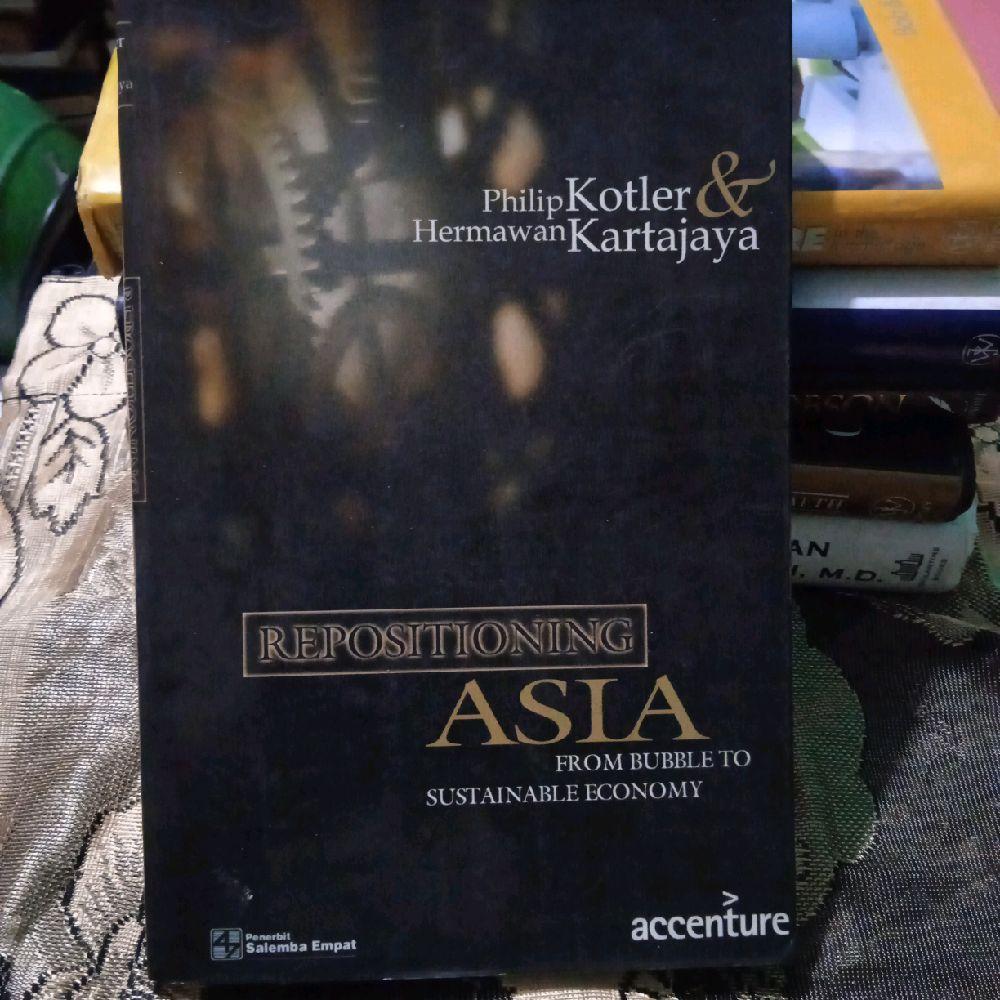 Philip Kotler &
Hermawan Kartajaya
REPOSITIONING
ASIA
FROM BUBBLE TO
SUSTAINABLE ECONOMY
Penerbit
Salemba Empat
>
accenture
AN
M.D.